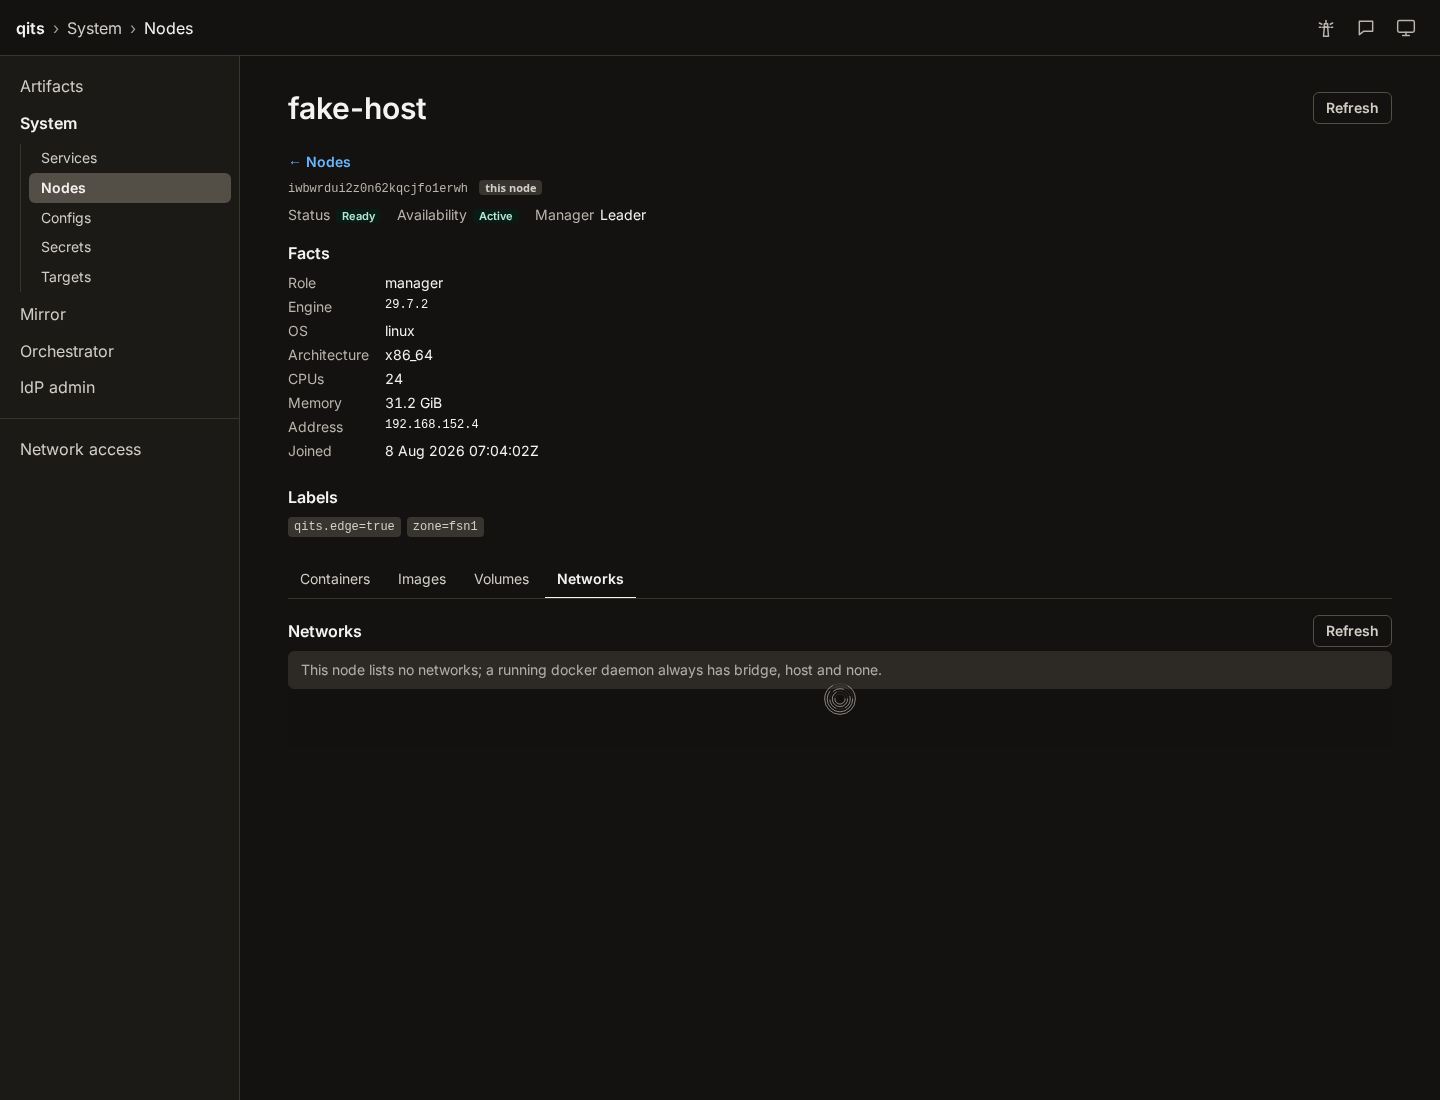 qits › System › Nodes
Artifacts
System
Services
Nodes
Configs
Secrets
Targets
Mirror
Orchestrator
IdP admin
Network access
fake-host
Refresh
← Nodes
iwbwrdui2z0n62kqcjfo1erwh this node
Status Ready Availability Active Manager Leader
Facts
Role manager
Engine 29.7.2
OS linux
Architecture x86_64
CPUs 24
Memory 31.2 GiB
Address 192.168.152.4
Joined 8 Aug 2026 07:04:02Z
Labels
qits.edge=true zone=fsn1
Containers Images Volumes Networks
Networks Refresh
This node lists no networks; a running docker daemon always has bridge, host and none.